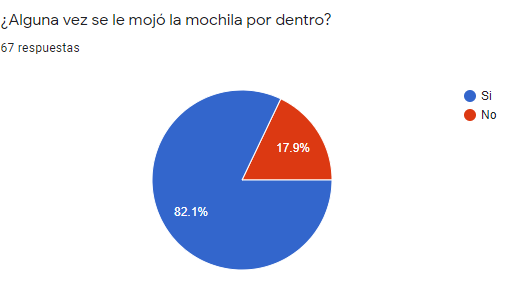 ¿Alguna vez se le mojó la mochila por dentro?
67 respuestas
Si
No
17.9%
82.1%